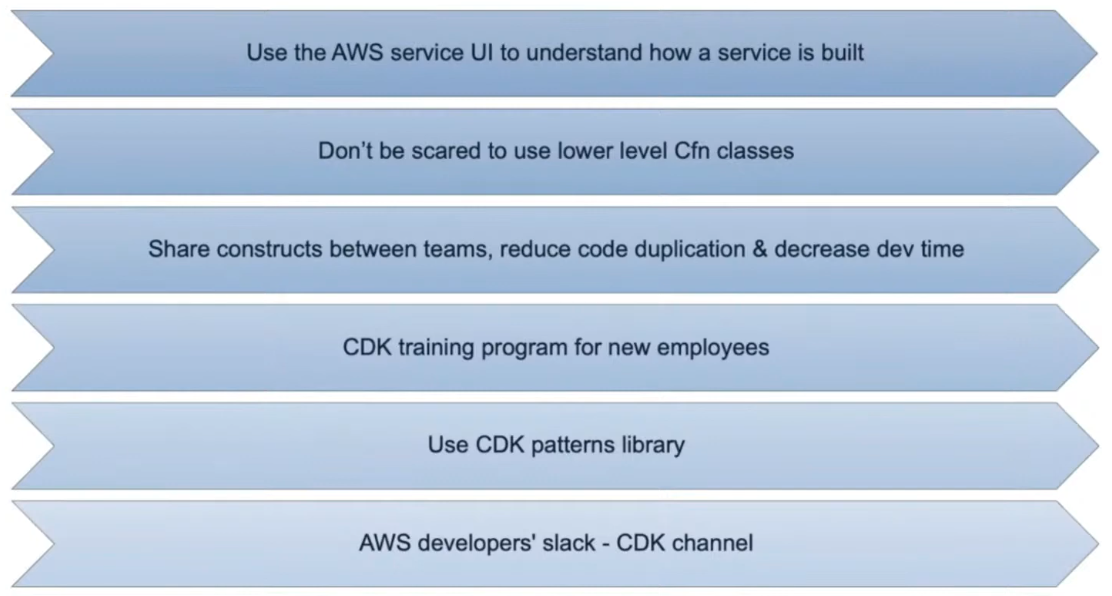 Use the AWS service UI to understand how a service is built
Don't be scared to use lower level Cfn classes
Share constructs between teams, reduce code duplication & decrease dev time
CDK training program for new employees
Use CDK patterns library
AWS developers' slack - CDK channel